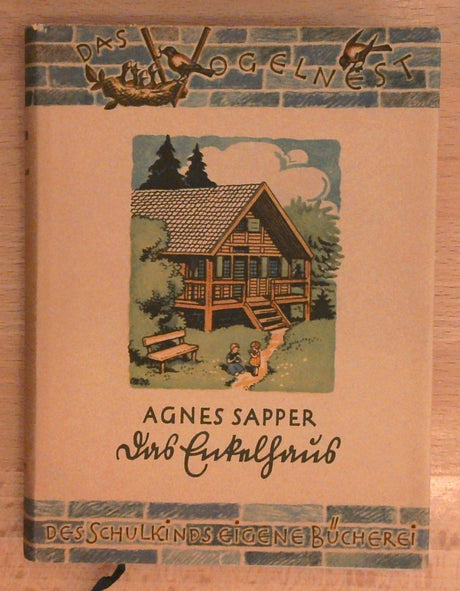 DAS VOGELNEST
AGNES SAPPER
Das Enkelhaus
DES SCHULKINDS EIGENE BÜCHEREI